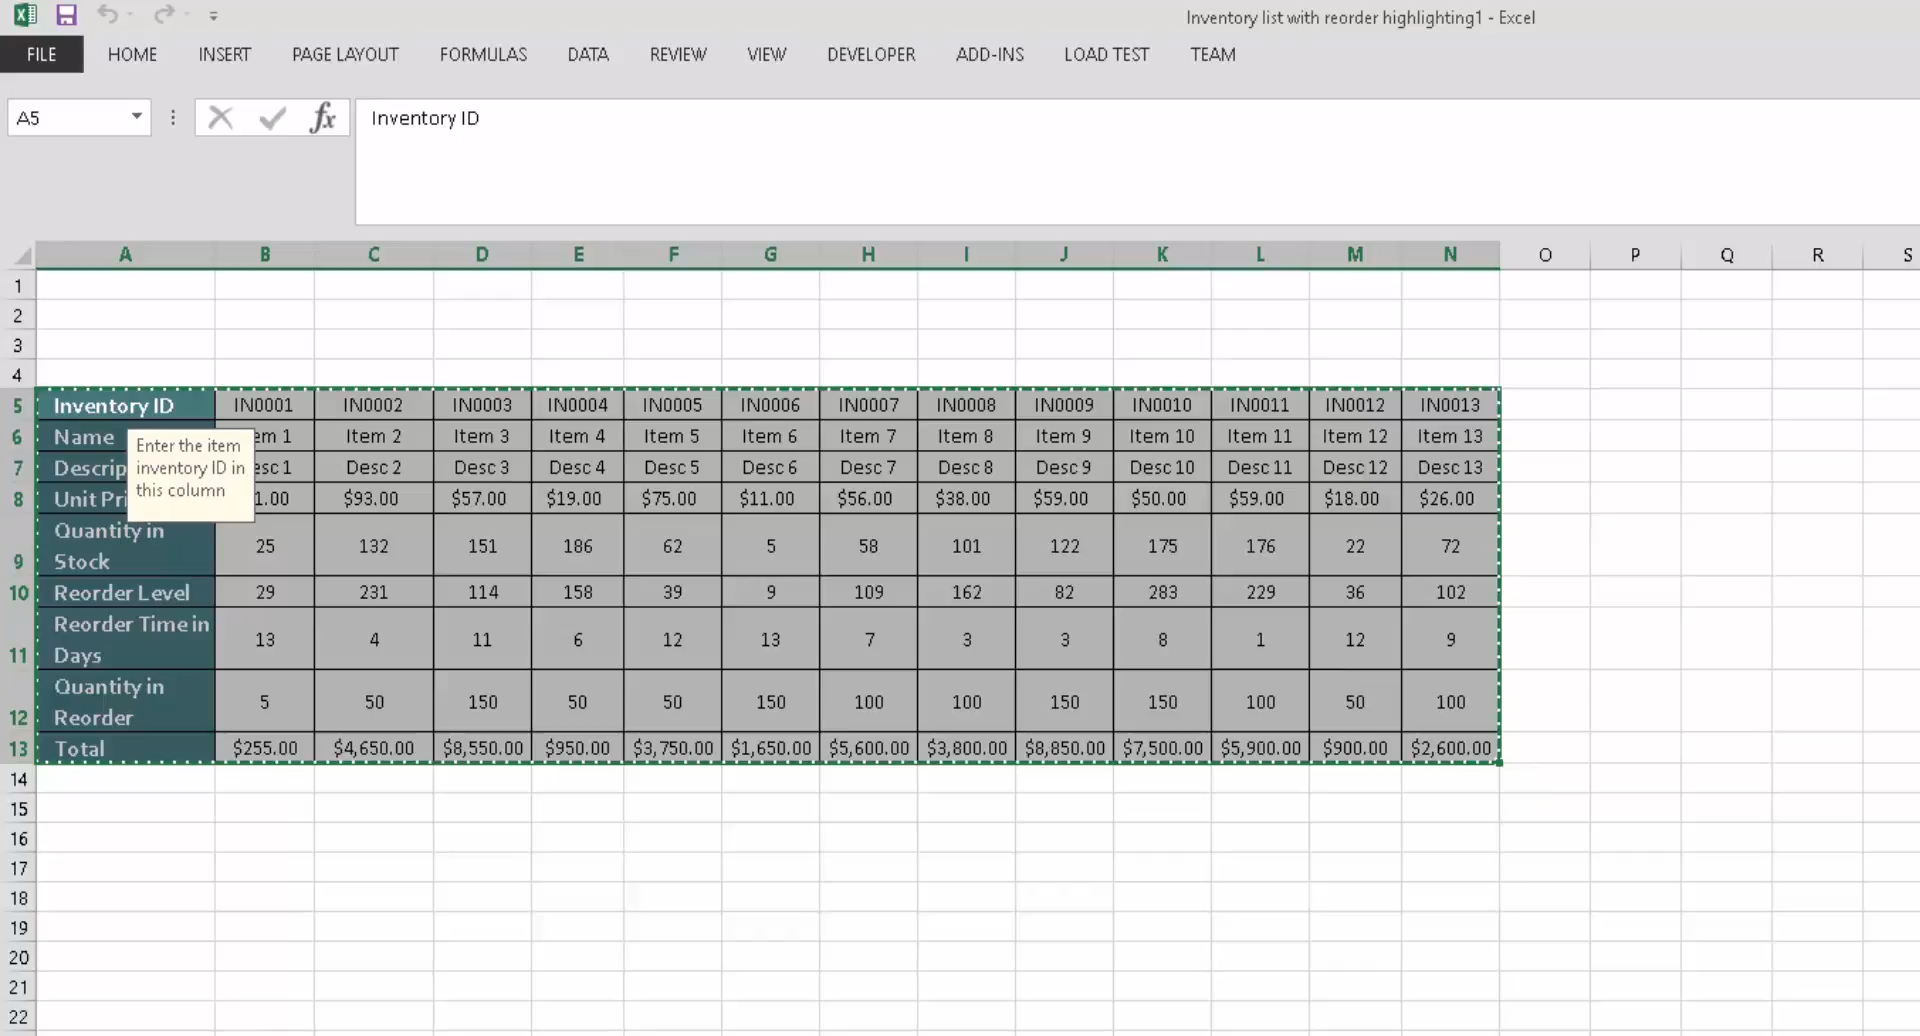 Inventory list with reorder highlighting1 - Excel
FILE HOME INSERT PAGE LAYOUT FORMULAS DATA REVIEW VIEW DEVELOPER ADD-INS LOAD TEST TEAM
A5 fx Inventory ID
A B C D E F G H I J K L M N O P Q R S
1
2
3
4
5 Inventory ID IN0001 IN0002 IN0003 IN0004 IN0005 IN0006 IN0007 IN0008 IN0009 IN0010 IN0011 IN0012 IN0013
6 Name em 1 Item 2 Item 3 Item 4 Item 5 Item 6 Item 7 Item 8 Item 9 Item 10 Item 11 Item 12 Item 13
Enter the item
inventory ID in
this column
7 Descrip esc 1 Desc 2 Desc 3 Desc 4 Desc 5 Desc 6 Desc 7 Desc 8 Desc 9 Desc 10 Desc 11 Desc 12 Desc 13
8 Unit Pri 1.00 $93.00 $57.00 $19.00 $75.00 $11.00 $56.00 $38.00 $59.00 $50.00 $59.00 $18.00 $26.00
Quantity in
9 Stock 25 132 151 186 62 5 58 101 122 175 176 22 72
10 Reorder Level 29 231 114 158 39 9 109 162 82 283 229 36 102
Reorder Time in
11 Days 13 4 11 6 12 13 7 3 3 8 1 12 9
Quantity in
12 Reorder 5 50 150 50 50 150 100 100 150 150 100 50 100
13 Total $255.00 $4,650.00 $8,550.00 $950.00 $3,750.00 $1,650.00 $5,600.00 $3,800.00 $8,850.00 $7,500.00 $5,900.00 $900.00 $2,600.00
14
15
16
17
18
19
20
21
22